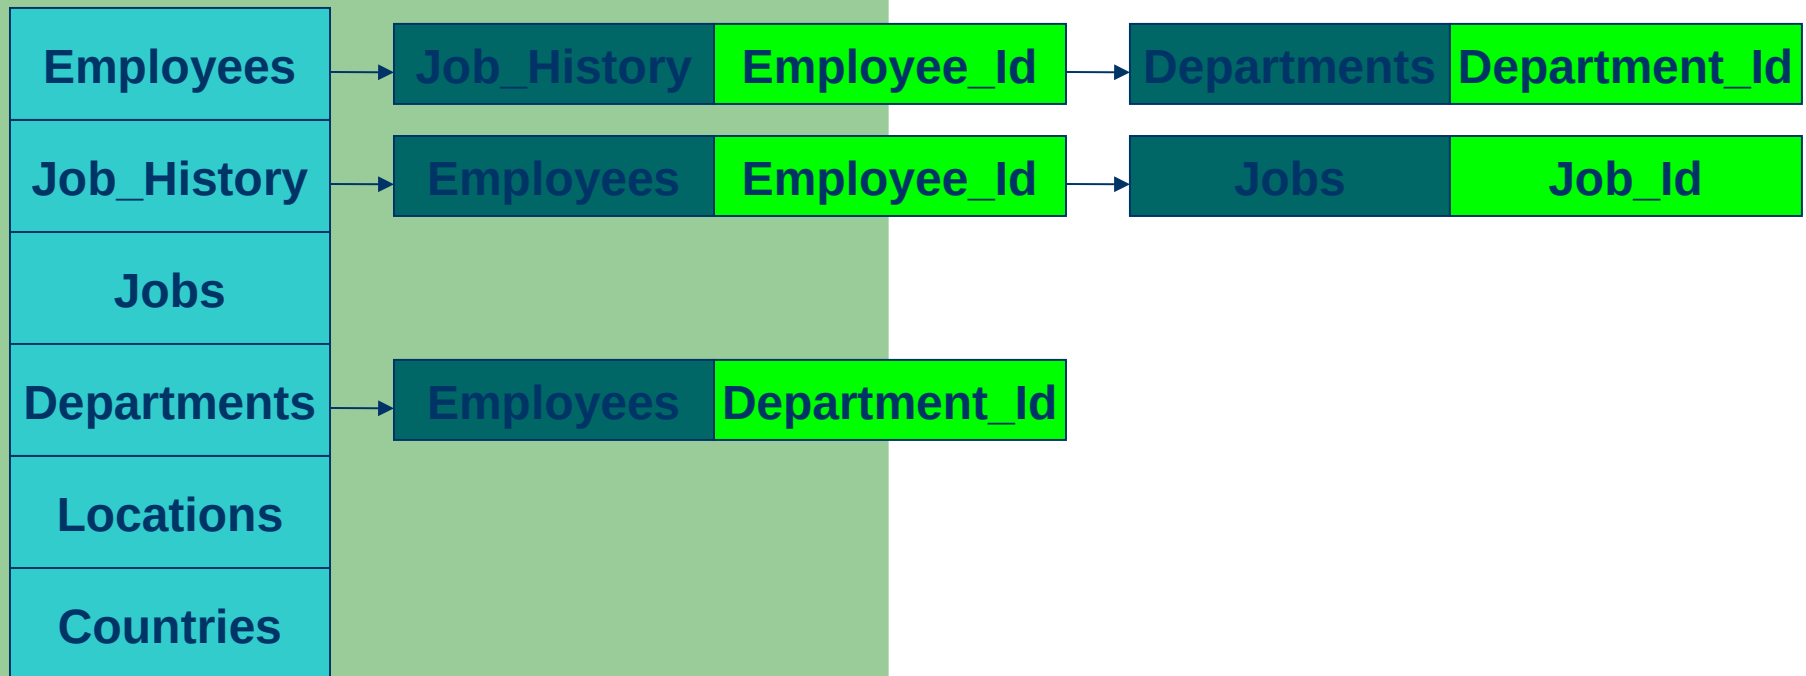 Employees Job_History Employee_Id Departments Department_Id
Job_History Employees Employee_Id Jobs Job_Id
Jobs
Departments Employees Department_Id
Locations
Countries